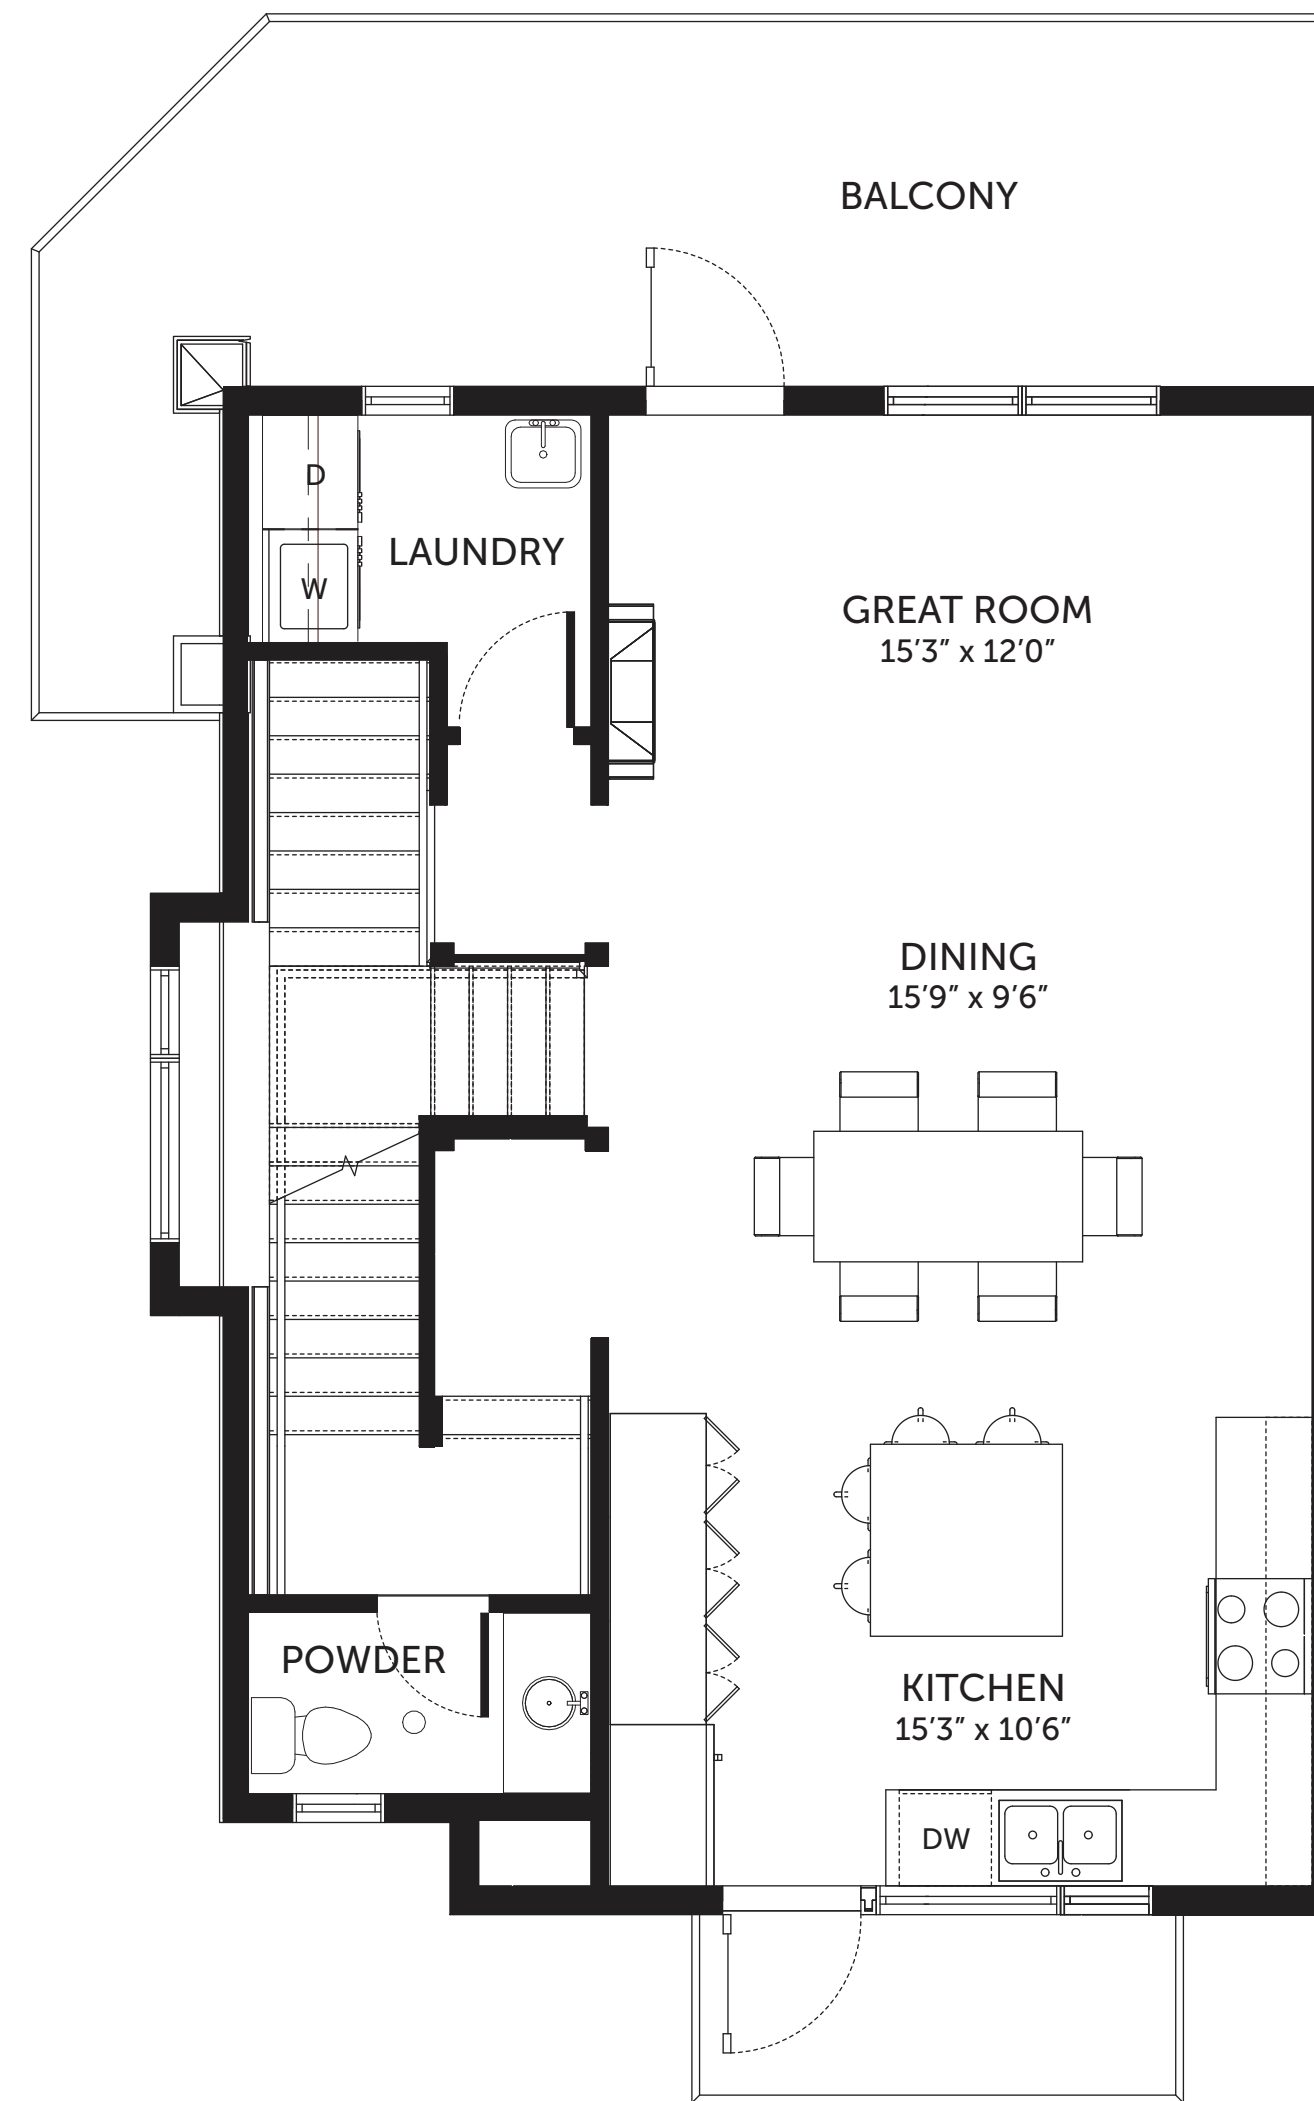 BALCONY
D
W
LAUNDRY
GREAT ROOM
15′3″ x 12′0″
DINING
15′9″ x 9′6″
POWDER
KITCHEN
15′3″ x 10′6″
DW